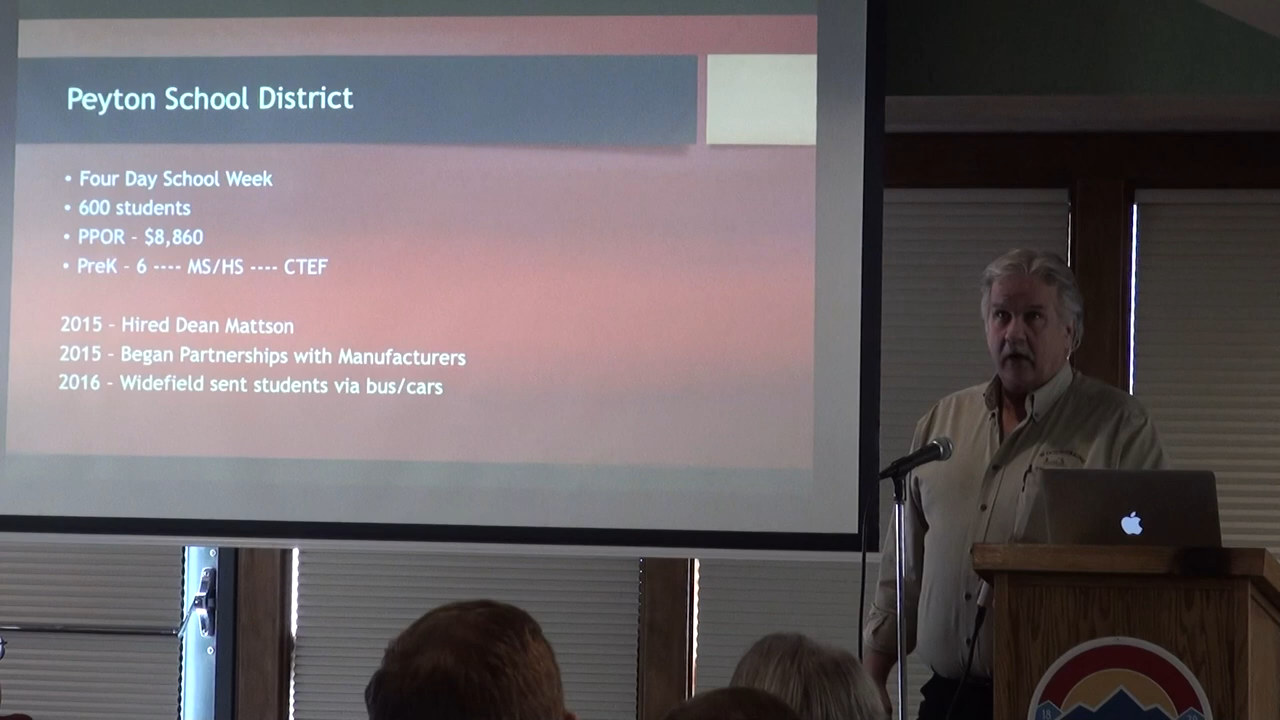 Peyton School District
• Four Day School Week
• 600 students
• PPOR – $8,860
• PreK – 6 ---- MS/HS ---- CTEF
2015 – Hired Dean Mattson
2015 – Began Partnerships with Manufacturers
2016 – Widefield sent students via bus/cars